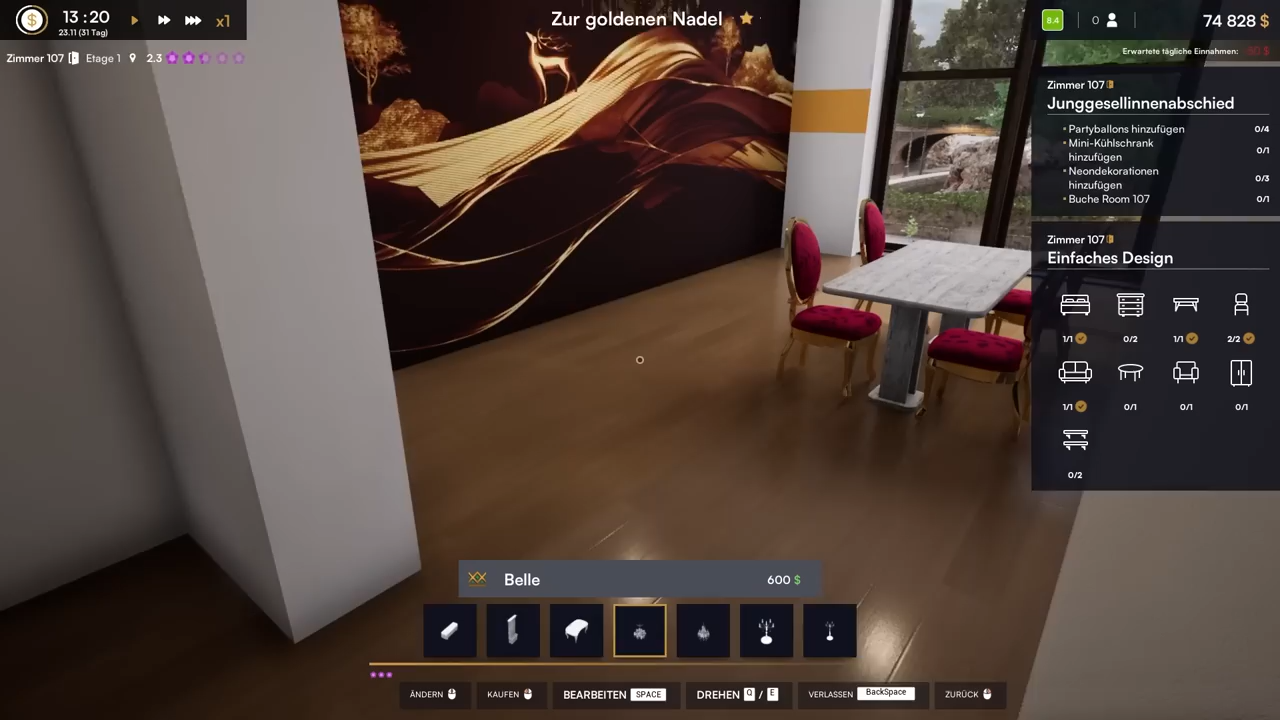 13:20
23.11 (31 Tag)
x1
Zimmer 107 Etage 1 2.3
Zur goldenen Nadel
8.4 0 74 828 $
Erwartete tägliche Einnahmen:
Zimmer 107
Junggesellinnenabschied
Partyballons hinzufügen 0/4
Mini-Kühlschrank hinzufügen 0/1
Neondekorationen hinzufügen 0/3
Buche Room 107 0/1
Zimmer 107
Einfaches Design
1/1 0/2 1/1 2/2
1/1 0/1 0/1 0/1
0/2
Belle 600 $
ÄNDERN KAUFEN BEARBEITEN SPACE DREHEN Q / E VERLASSEN BackSpace ZURÜCK